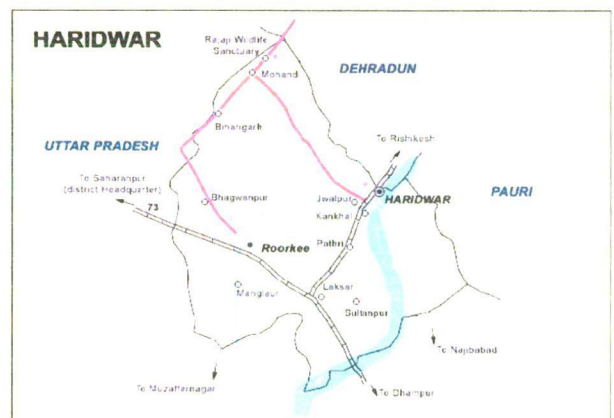 HARIDWAR
Rajaji Wildlife
Sanctuary
Mohand
DEHRADUN
Biharigarh
UTTAR PRADESH
To Rishikesh
To Saharanpur
(district Headquarter)
PAURI
73
Bhagwanpur
Jwalpur
HARIDWAR
Kankhal
Roorkee
Pathri
Manglaur
Laksar
Sultanpur
To Najibabad
To Muzaffarnagar
To Dhampur